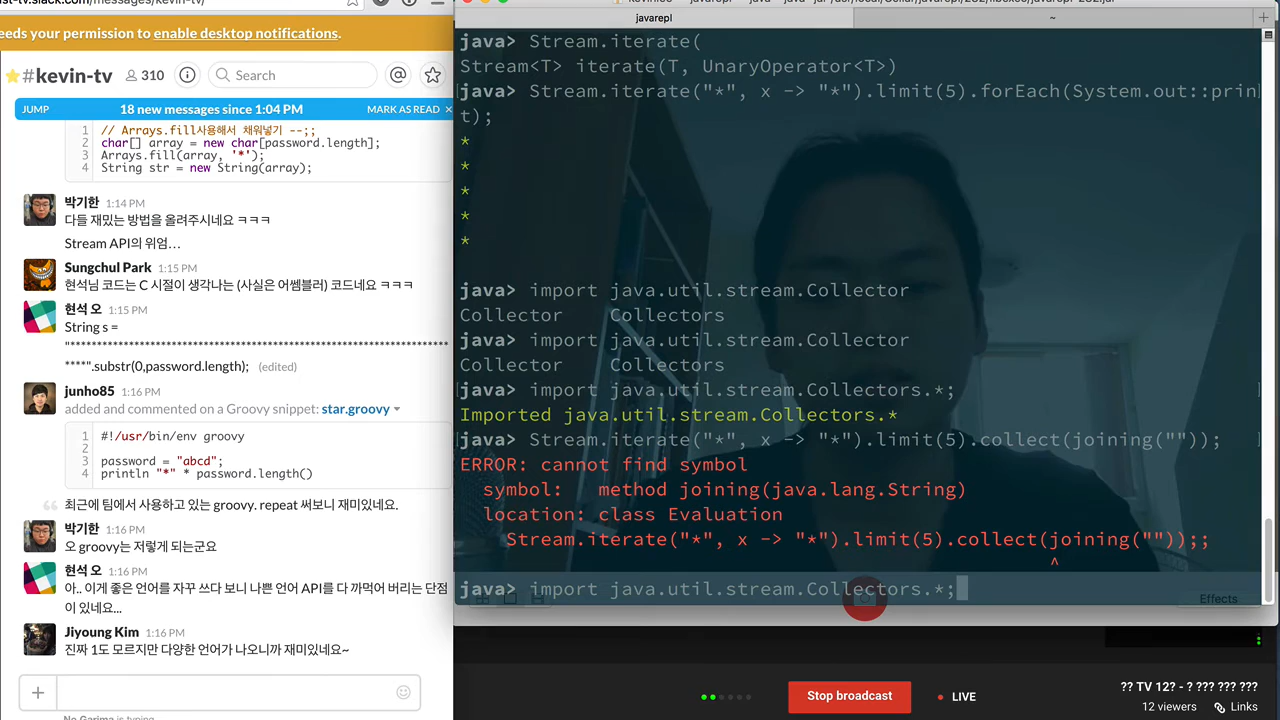 eeds your permission to enable desktop notifications.
#kevin-tv
310
Search
JUMP
18 new messages since 1:04 PM
MARK AS READ ×
1 // Arrays.fill사용해서 채워넣기 --;;
2 char[] array = new char[password.length];
3 Arrays.fill(array, '*');
4 String str = new String(array);
박기한 1:14 PM
다들 재밌는 방법을 올려주시네요 ㅋㅋㅋ
Stream API의 위엄…
Sungchul Park 1:15 PM
현석님 코드는 C 시절이 생각나는 (사실은 어쎔블러) 코드네요 ㅋㅋㅋ
현석 오 1:15 PM
String s =
****".substr(0,password.length); (edited)
junho85 1:16 PM
added and commented on a Groovy snippet: star.groovy
1 #!/usr/bin/env groovy
2
3 password = "abcd";
4 println "*" * password.length()
최근에 팀에서 사용하고 있는 groovy. repeat 써보니 재미있네요.
박기한 1:16 PM
오 groovy는 저렇게 되는군요
현석 오 1:16 PM
아.. 이게 좋은 언어를 자꾸 쓰다 보니 나쁜 언어 API를 다 까먹어 버리는 단점
이 있네요...
Jiyoung Kim 1:16 PM
진짜 1도 모르지만 다양한 언어가 나오니까 재미있네요~
javarepl
~
java> Stream.iterate(
Stream<T> iterate(T, UnaryOperator<T>)
java> Stream.iterate("*", x -> "*").limit(5).forEach(System.out::prin
t);
*
*
*
*
*
java> import java.util.stream.Collector
Collector Collectors
java> import java.util.stream.Collector
Collector Collectors
java> import java.util.stream.Collectors.*;
Imported java.util.stream.Collectors.*
java> Stream.iterate("*", x -> "*").limit(5).collect(joining(""));
ERROR: cannot find symbol
symbol: method joining(java.lang.String)
location: class Evaluation
Stream.iterate("*", x -> "*").limit(5).collect(joining(""));;
^
java> import java.util.stream.Collectors.*;
Effects
Stop broadcast
LIVE
?? TV 12? - ? ??? ??? ???
12 viewers
Links